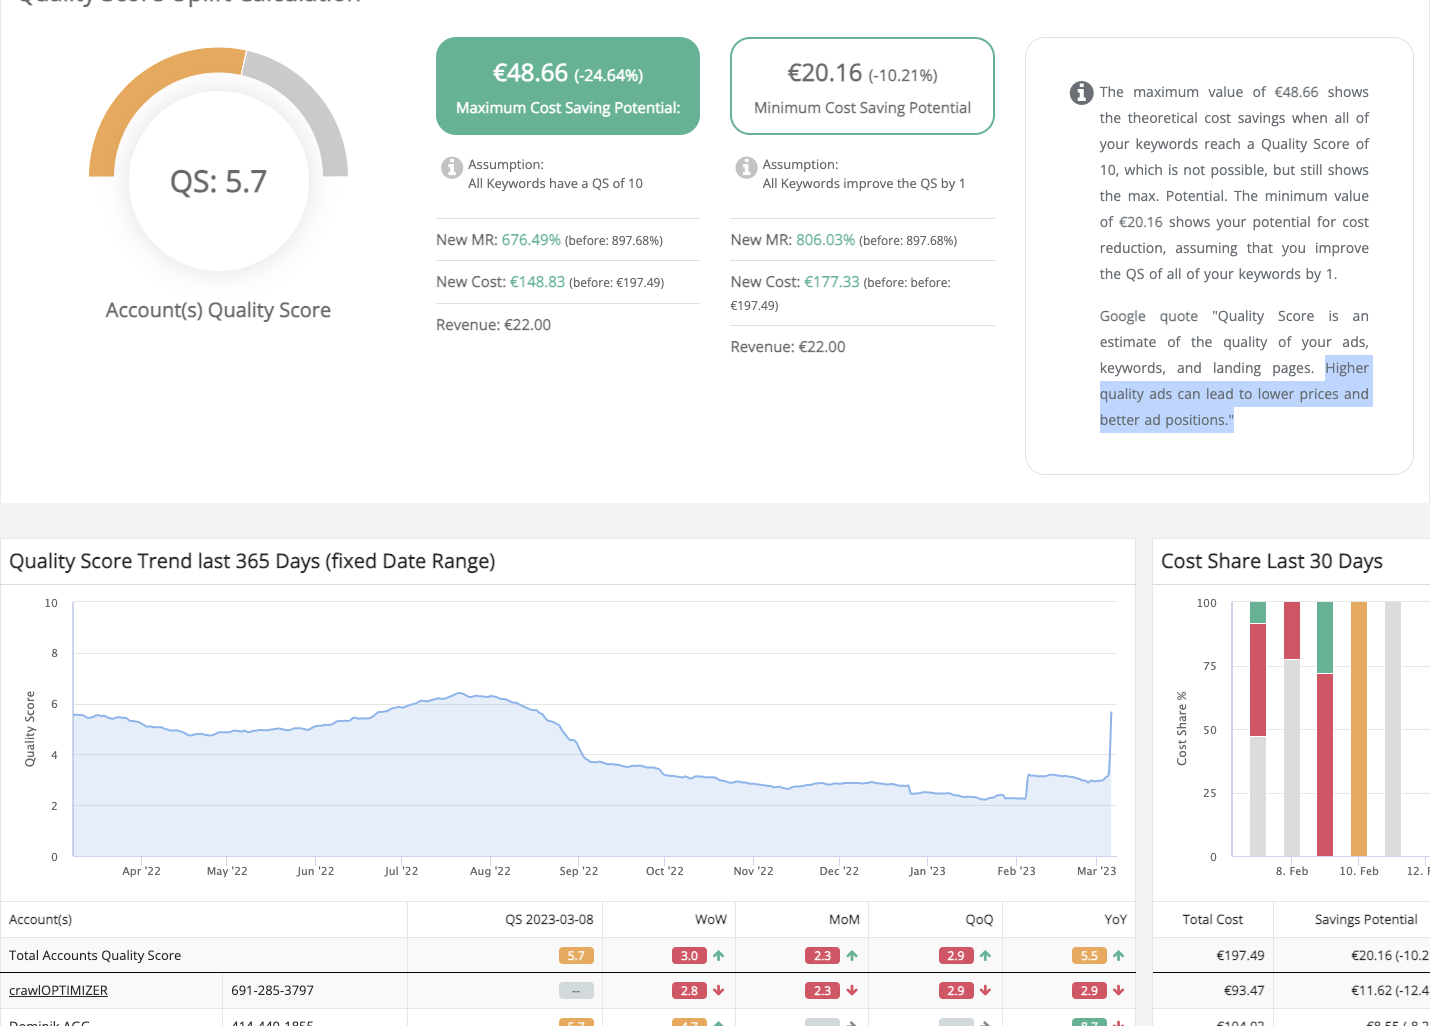 Quality Score Uplift Calculation
QS: 5.7
Account(s) Quality Score
€48.66 (-24.64%)
Maximum Cost Saving Potential:
Assumption:
All Keywords have a QS of 10
New MR: 676.49% (before: 897.68%)
New Cost: €148.83 (before: €197.49)
Revenue: €22.00
€20.16 (-10.21%)
Minimum Cost Saving Potential
Assumption:
All Keywords improve the QS by 1
New MR: 806.03% (before: 897.68%)
New Cost: €177.33 (before: before:
€197.49)
Revenue: €22.00
The maximum value of €48.66 shows
the theoretical cost savings when all of
your keywords reach a Quality Score of
10, which is not possible, but still shows
the max. Potential. The minimum value
of €20.16 shows your potential for cost
reduction, assuming that you improve
the QS of all of your keywords by 1.
Google quote "Quality Score is an
estimate of the quality of your ads,
keywords, and landing pages. Higher
quality ads can lead to lower prices and
better ad positions."
Quality Score Trend last 365 Days (fixed Date Range)
Quality Score
10
8
6
4
2
0
Apr '22 May '22 Jun '22 Jul '22 Aug '22 Sep '22 Oct '22 Nov '22 Dec '22 Jan '23 Feb '23 Mar '23
Cost Share Last 30 Days
Cost Share %
100
75
50
25
0
8. Feb 10. Feb 12. F
Account(s) QS 2023-03-08 WoW MoM QoQ YoY
Total Accounts Quality Score 5.7 3.0 2.3 2.9 5.5
crawlOPTIMIZER 691-285-3797 -- 2.8 2.3 2.9 2.9
Total Cost Savings Potential
€197.49 €20.16 (-10.2
€93.47 €11.62 (-12.4